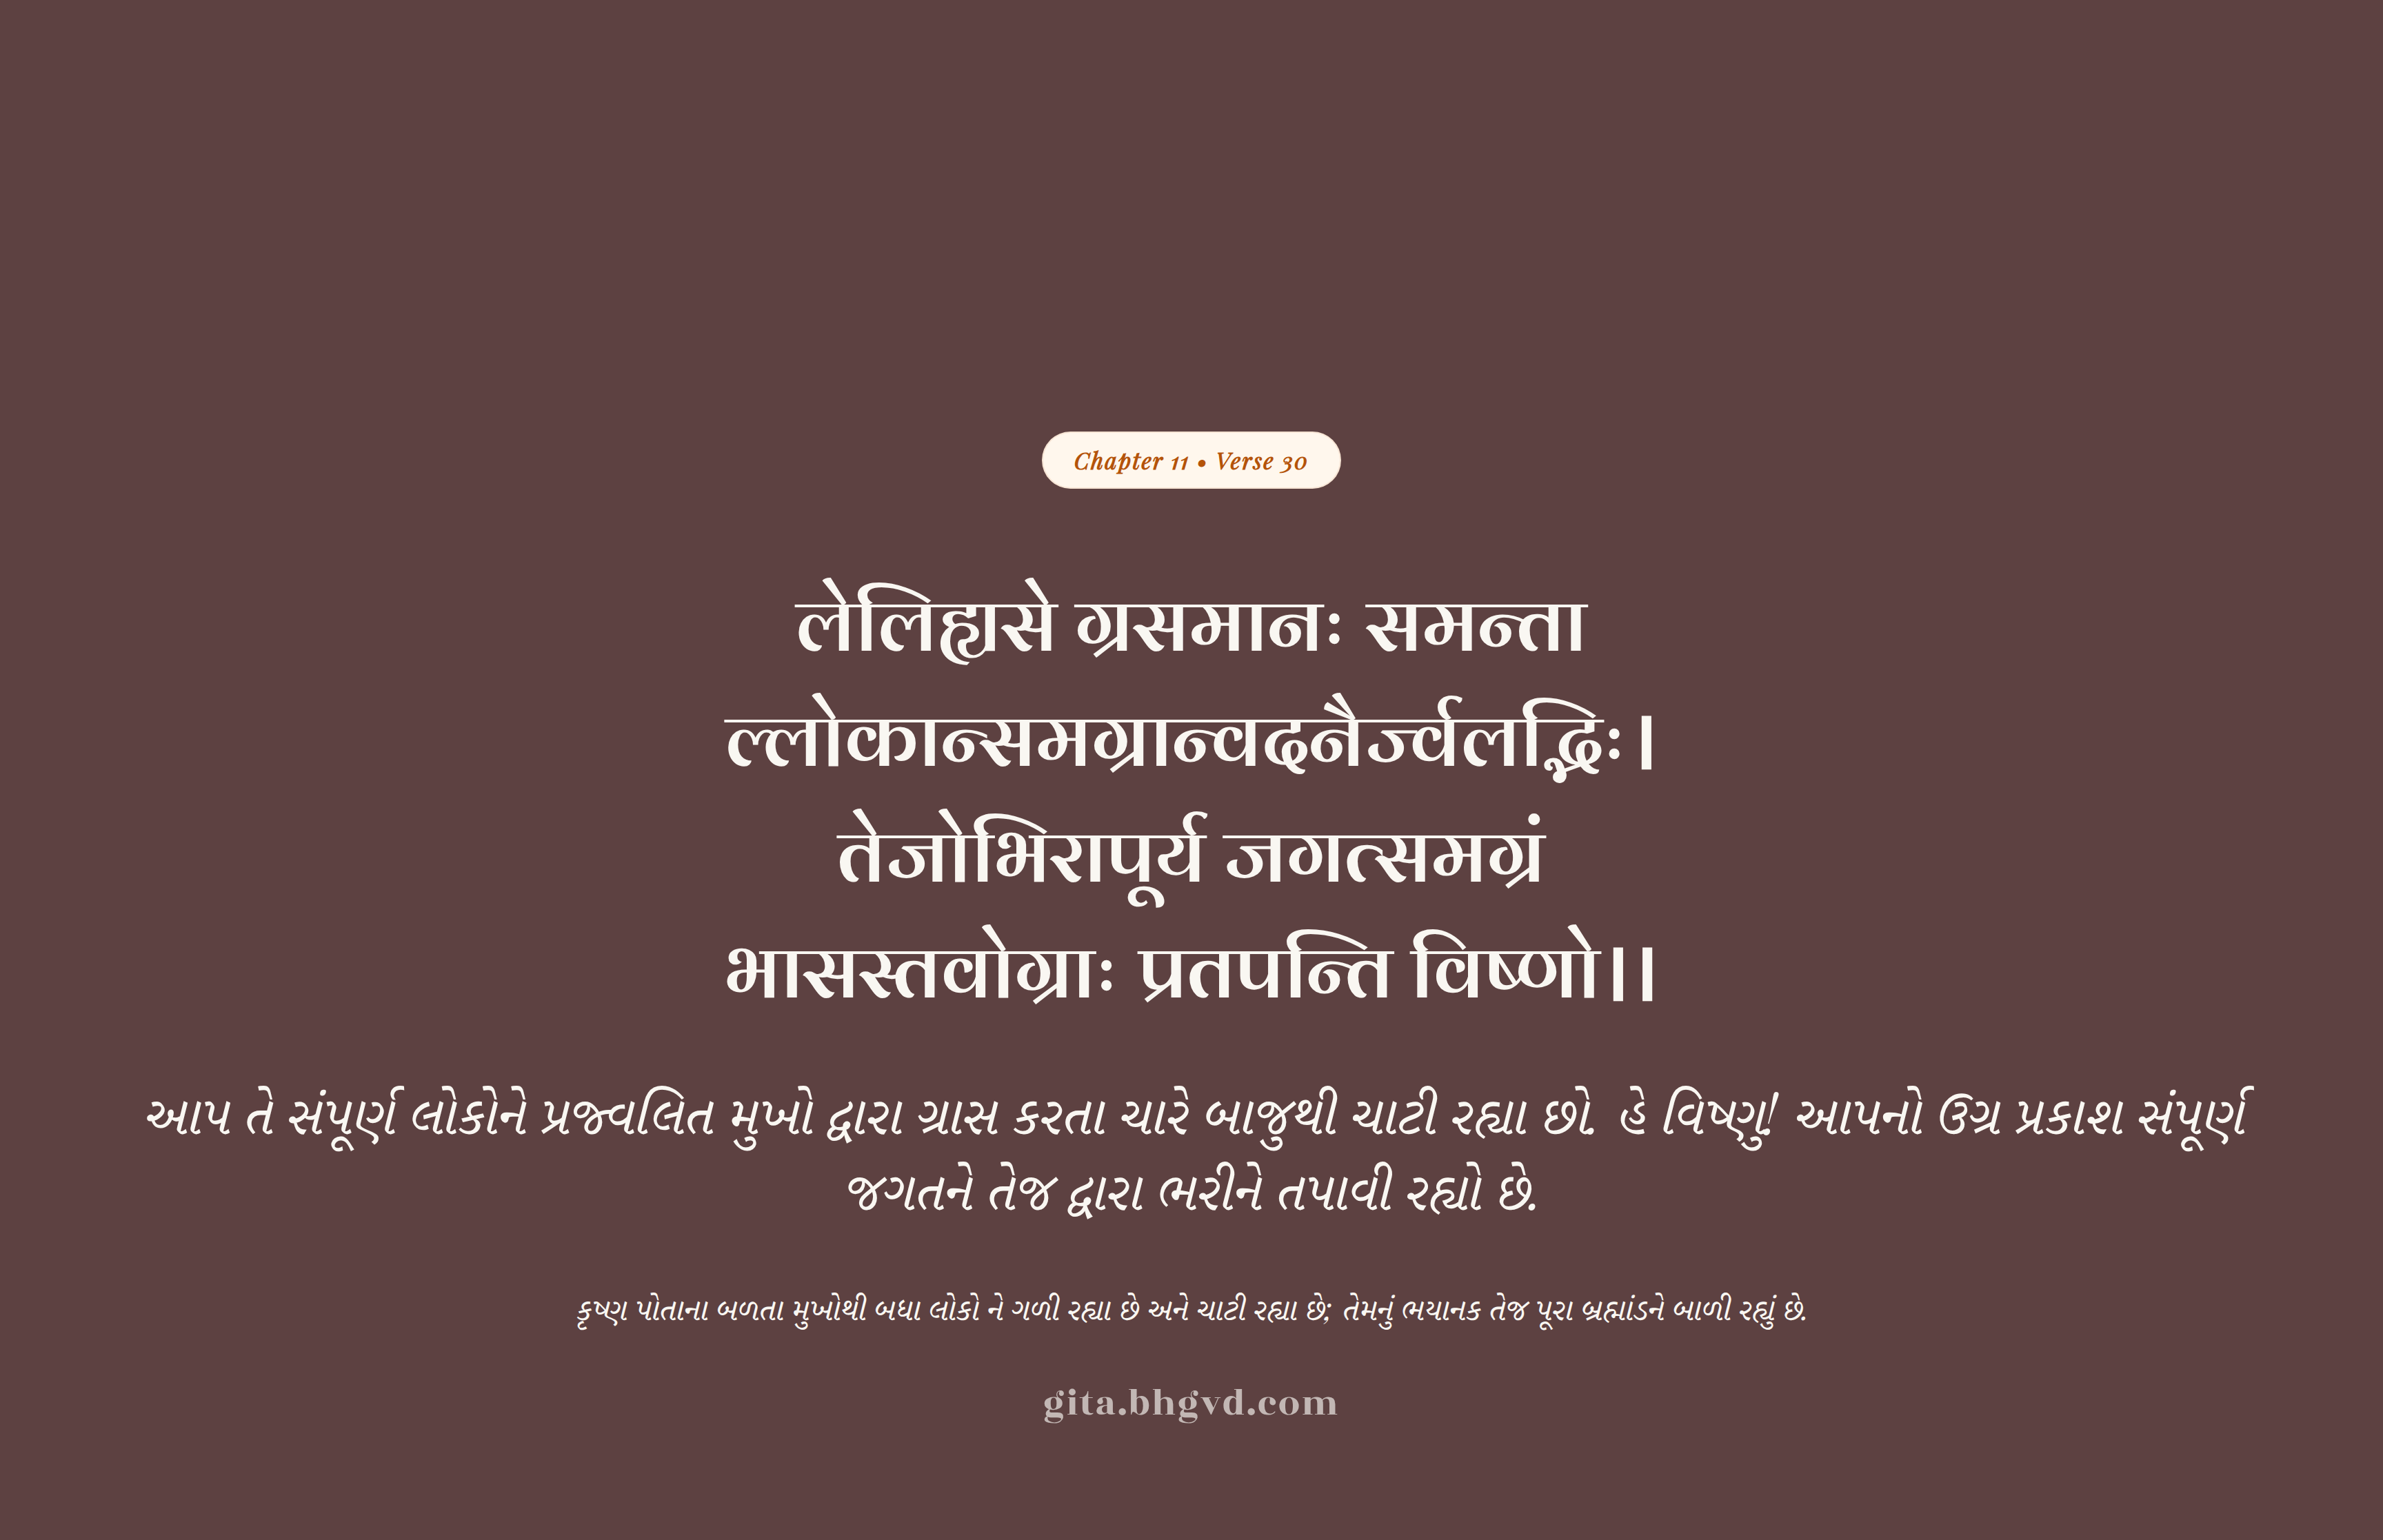 Chapter 11 • Verse 30
लेलिह्यसे ग्रसमानः समन्ता
ल्लोकान्समग्रान्वदनैर्ज्वलद्भिः।
तेजोभिरापूर्य जगत्समग्रं
भासस्तवोग्राः प्रतपन्ति विष्णो।।
આપ તે સંપૂર્ણ લોકોને પ્રજ્વલિત મુખો દ્વારા ગ્રાસ કરતા ચારે બાજુથી ચાટી રહ્યા છો. હે વિષ્ણુ! આપનો ઉગ્ર પ્રકાશ સંપૂર્ણ
જગતને તેજ દ્વારા ભરીને તપાવી રહ્યો છે.
કૃષ્ણ પોતાના બળતા મુખોથી બધા લોકો ને ગળી રહ્યા છે અને ચાટી રહ્યા છે; તેમનું ભયાનક તેજ પૂરા બ્રહ્માંડને બાળી રહ્યું છે.
gita.bhgvd.com